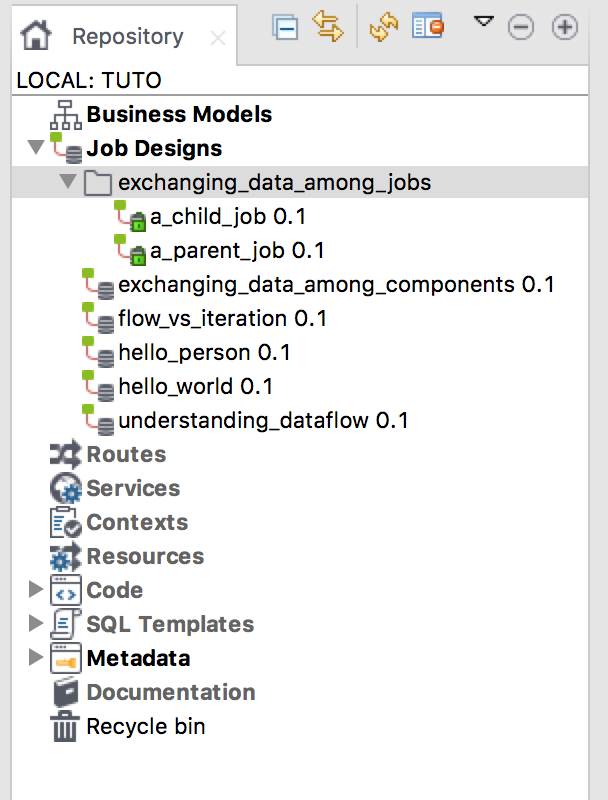 Repository
LOCAL: TUTO
Business Models
Job Designs
exchanging_data_among_jobs
a_child_job 0.1
a_parent_job 0.1
exchanging_data_among_components 0.1
flow_vs_iteration 0.1
hello_person 0.1
hello_world 0.1
understanding_dataflow 0.1
Routes
Services
Contexts
Resources
Code
SQL Templates
Metadata
Documentation
Recycle bin